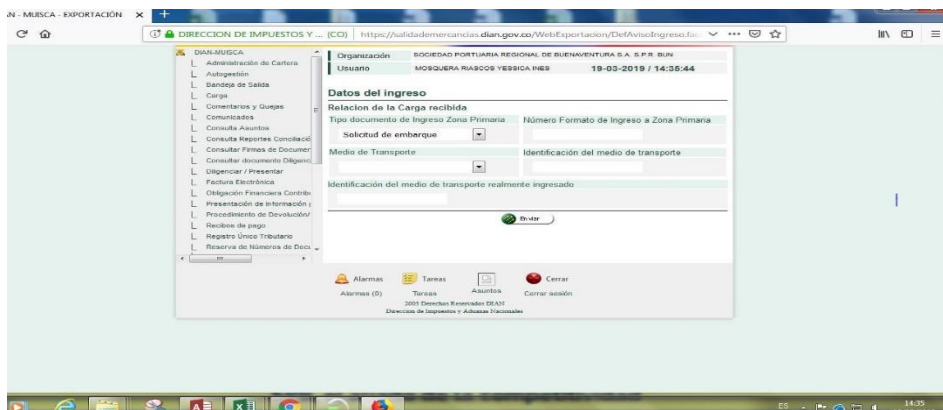 AN - MUISCA - EXPORTACIÓN
DIRECCION DE IMPUESTOS Y ... (CO) https://salidademercancias.dian.gov.co/WebExportacion/DefAvisoIngreso.fac
DIAN-MUISCA
Administración de Cartera
Autogestión
Bandeja de Salida
Carga
Comentarios y Quejas
Comunicados
Consulta Asuntos
Consulta Reportes Conciliació
Consultar Firmas de Documer
Consultar documento Diligenc
Diligenciar / Presentar
Factura Electrónica
Obligación Financiera Contribu
Presentación de Información p
Procedimiento de Devolución/
Recibos de pago
Registro Único Tributario
Reserva de Números de Docu
Organización SOCIEDAD PORTUARIA REGIONAL DE BUENAVENTURA S.A. S.P.R. BUN
Usuario MOSQUERA RIASCOS YESSICA INES 19-03-2019 / 14:35:44
Datos del ingreso
Relacion de la Carga recibida
Tipo documento de Ingreso Zona Primaria Número Formato de Ingreso a Zona Primaria
Solicitud de embarque
Medio de Transporte Identificación del medio de transporte
Identificación del medio de transporte realmente ingresado
Enviar
Alarmas Tareas Cerrar
Alarmas (0) Tareas Asuntos Cerrar sesión
2005 Derechos Reservados DIAN
Direccion de Impuestos y Aduanas Nacionales
ES 14:35